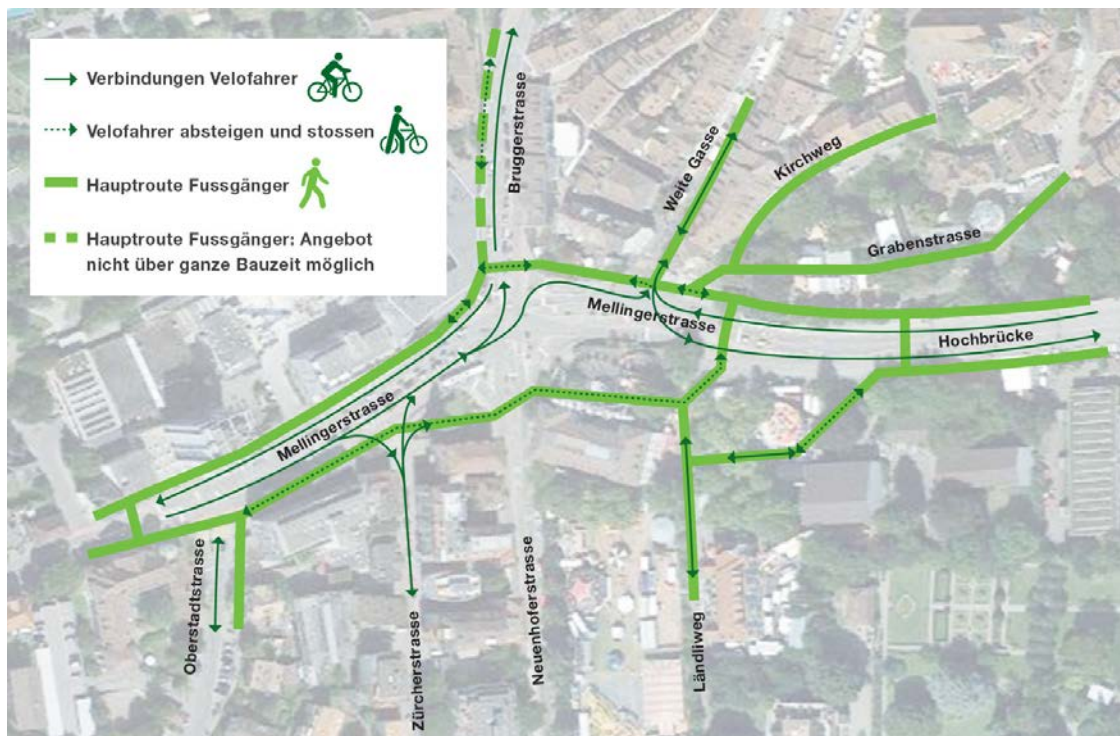 Verbindungen Velofahrer
Velofahrer absteigen und stossen
Hauptroute Fussgänger
Hauptroute Fussgänger: Angebot
nicht über ganze Bauzeit möglich
Bruggerstrasse
Weite Gasse
Kirchweg
Grabenstrasse
Mellingerstrasse
Hochbrücke
Mellingerstrasse
Oberstadtstrasse
Zürcherstrasse
Neuenhoferstrasse
Ländliweg